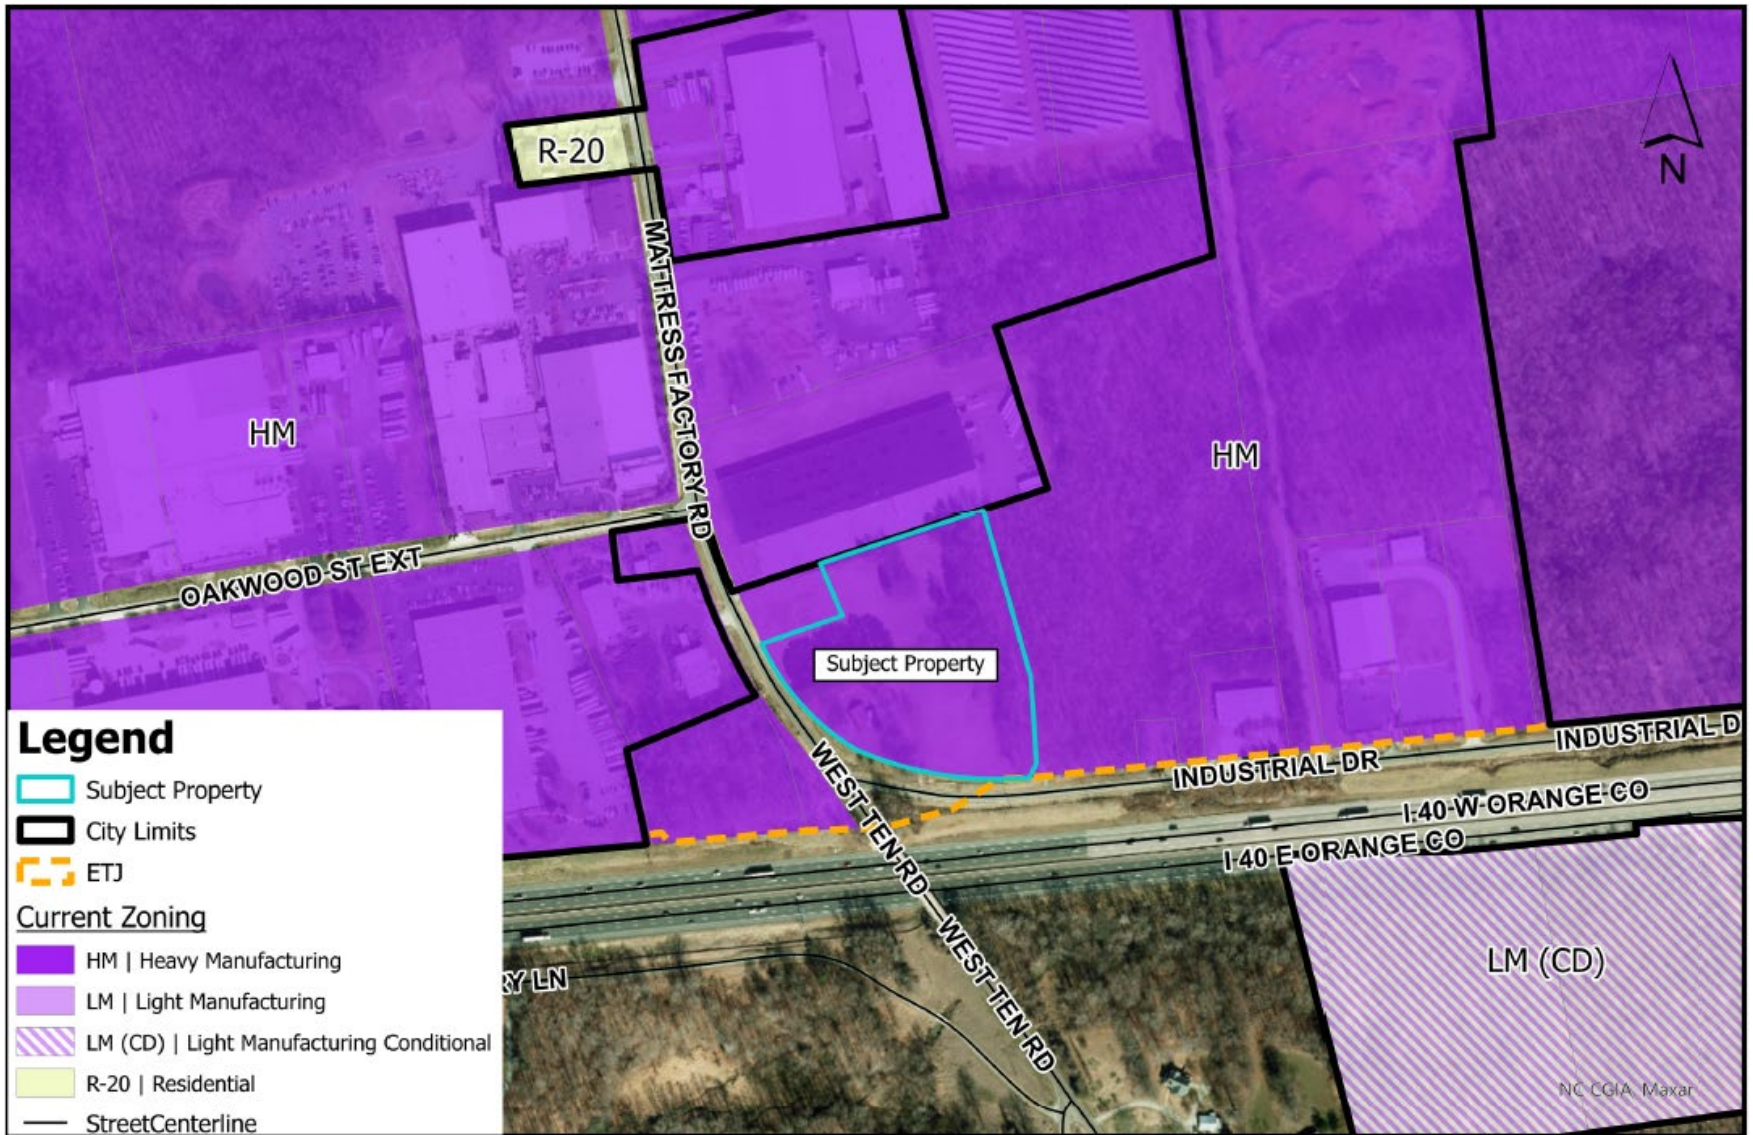 R-20
N
MATTRESS FACTORY RD
HM
HM
OAKWOOD ST EXT
Subject Property
WEST TEN RD
INDUSTRIAL DR
INDUSTRIAL D
I 40 W ORANGE CO
I 40 E ORANGE CO
RY LN
WEST TEN RD
LM (CD)
NC CGIA, Maxar
Legend
Subject Property
City Limits
ETJ
Current Zoning
HM | Heavy Manufacturing
LM | Light Manufacturing
LM (CD) | Light Manufacturing Conditional
R-20 | Residential
StreetCenterline